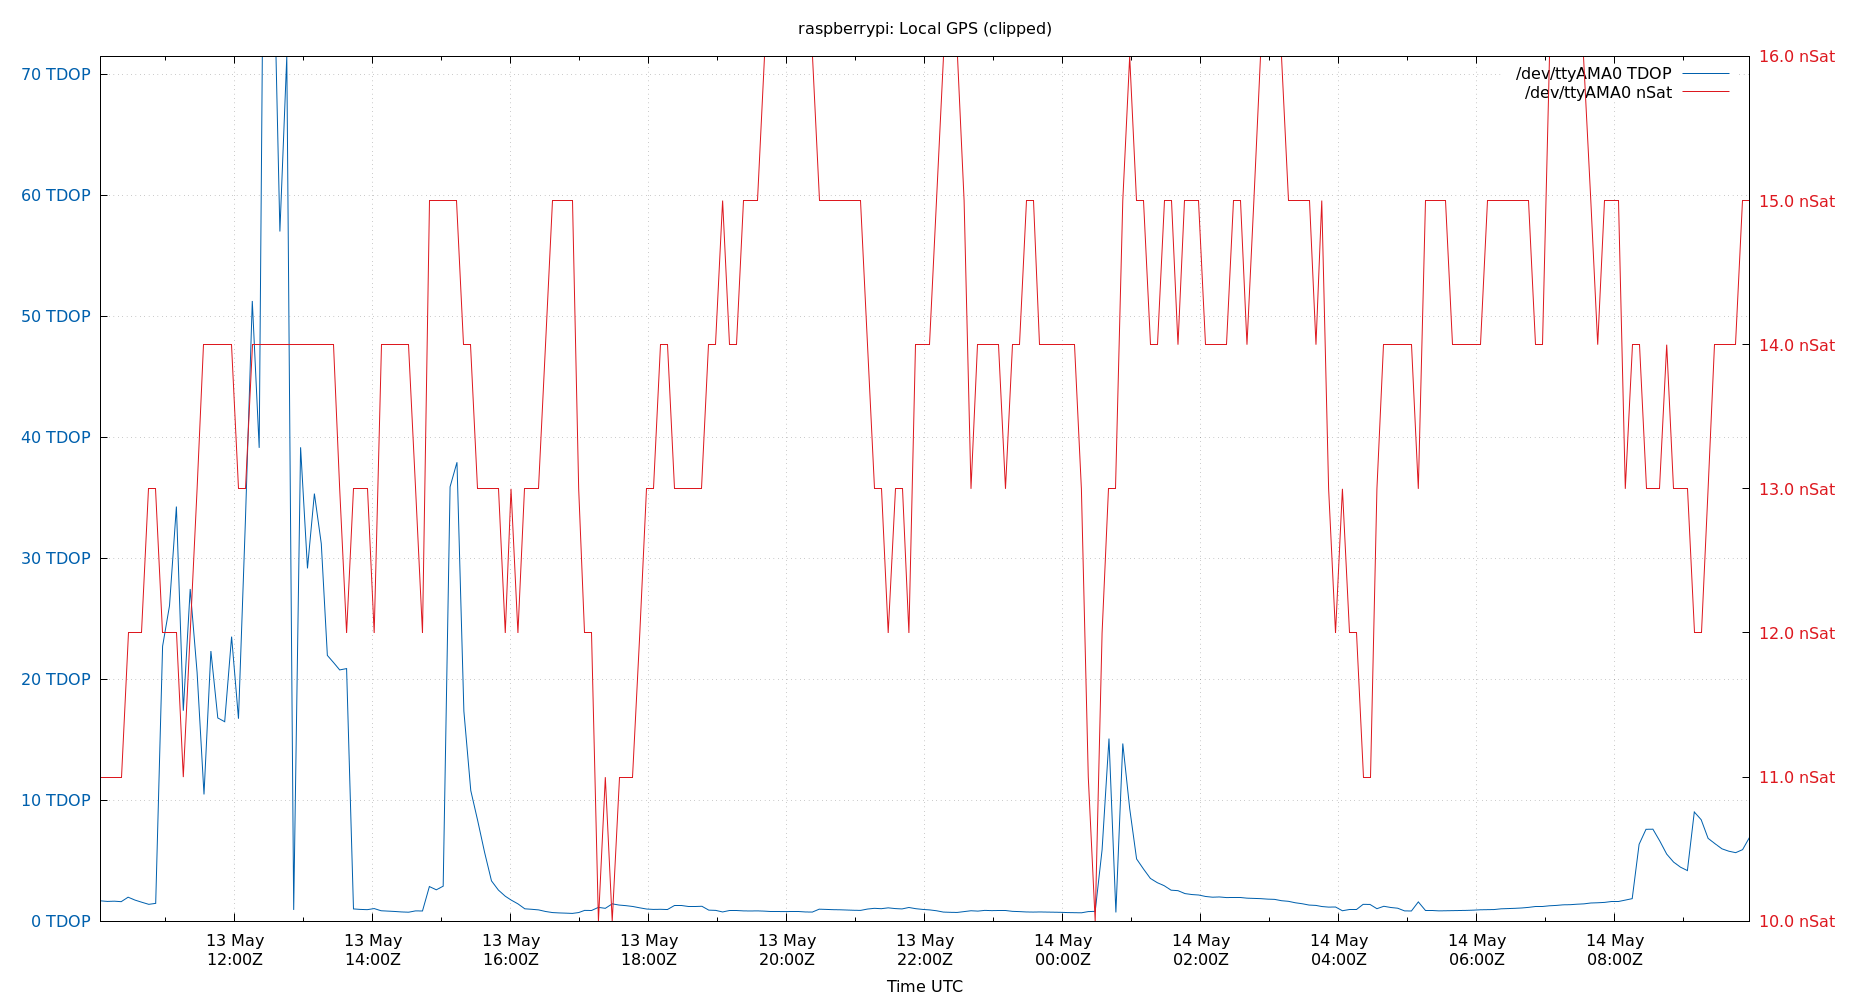 raspberrypi: Local GPS (clipped)
70 TDOP
60 TDOP
50 TDOP
40 TDOP
30 TDOP
20 TDOP
10 TDOP
0 TDOP
16.0 nSat
15.0 nSat
14.0 nSat
13.0 nSat
12.0 nSat
11.0 nSat
10.0 nSat
/dev/ttyAMA0 TDOP
/dev/ttyAMA0 nSat
13 May
12:00Z
13 May
14:00Z
13 May
16:00Z
13 May
18:00Z
13 May
20:00Z
13 May
22:00Z
14 May
00:00Z
14 May
02:00Z
14 May
04:00Z
14 May
06:00Z
14 May
08:00Z
Time UTC